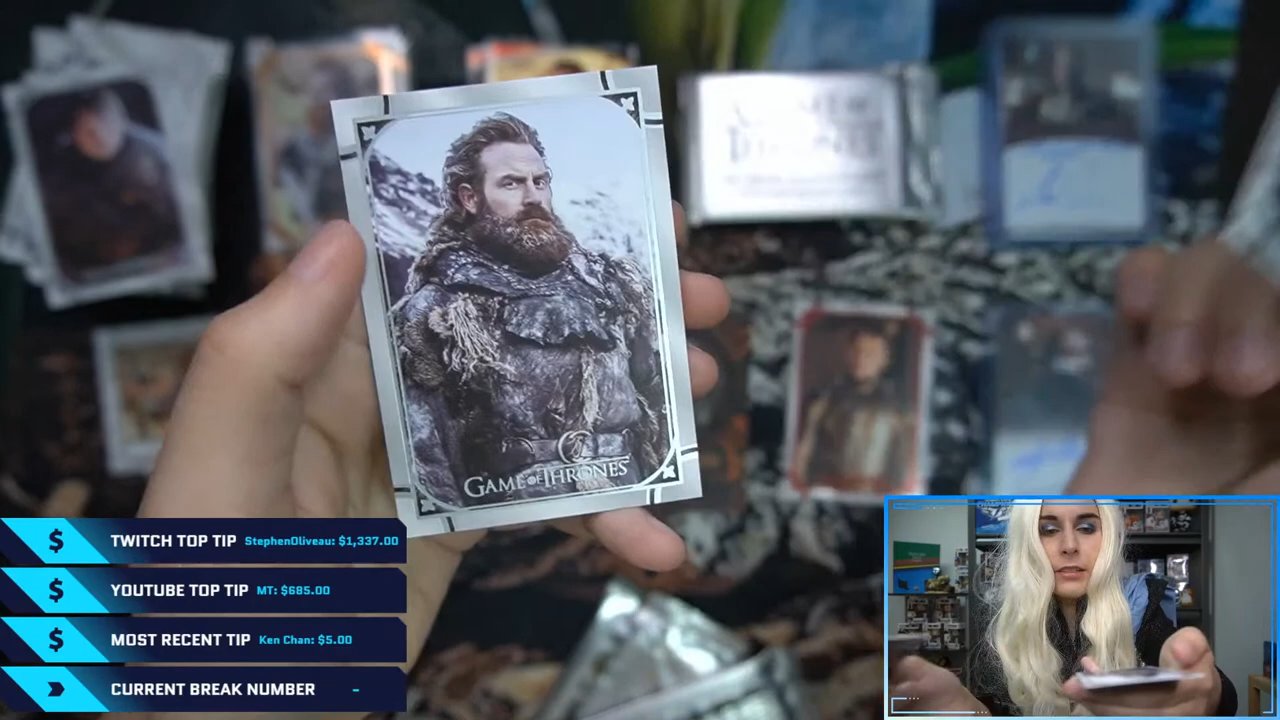 GAME OF THRONES
TWITCH TOP TIP StephenOliveau: $1,337.00
YOUTUBE TOP TIP MT: $685.00
MOST RECENT TIP Ken Chan: $5.00
CURRENT BREAK NUMBER -